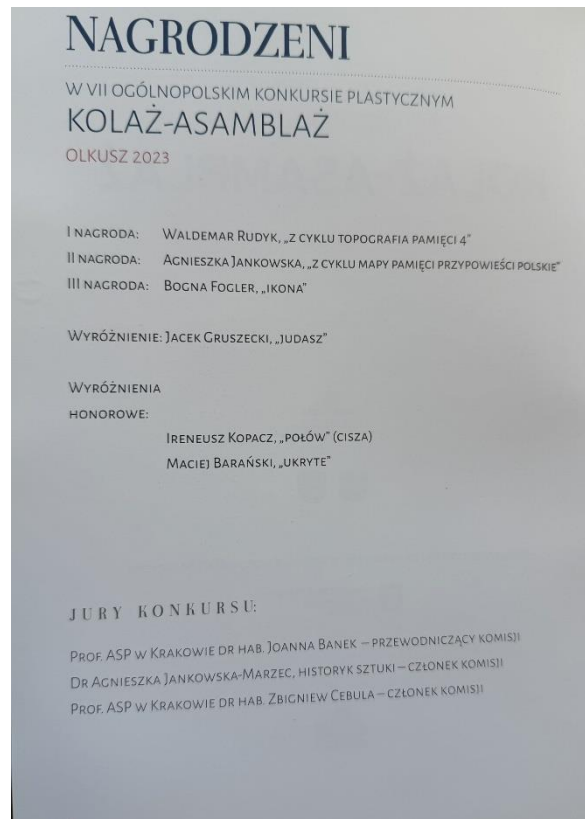 NAGRODZENI
W VII OGÓLNOPOLSKIM KONKURSIE PLASTYCZNYM
KOLAŻ-ASAMBLAŻ
OLKUSZ 2023
I NAGRODA: WALDEMAR RUDYK, „Z CYKLU TOPOGRAFIA PAMIĘCI 4”
II NAGRODA: AGNIESZKA JANKOWSKA, „Z CYKLU MAPY PAMIĘCI PRZYPOWIEŚCI POLSKIE”
III NAGRODA: BOGNA FOGLER, „IKONA”
WYRÓŻNIENIE: JACEK GRUSZECKI, „JUDASZ”
WYRÓŻNIENIA
HONOROWE:
IRENEUSZ KOPACZ, „POŁÓW” (CISZA)
MACIEJ BARAŃSKI, „UKRYTE”
JURY KONKURSU:
PROF. ASP W KRAKOWIE DR HAB. JOANNA BANEK – PRZEWODNICZĄCY KOMISJI
DR AGNIESZKA JANKOWSKA-MARZEC, HISTORYK SZTUKI – CZŁONEK KOMISJI
PROF. ASP W KRAKOWIE DR HAB. ZBIGNIEW CEBULA – CZŁONEK KOMISJI